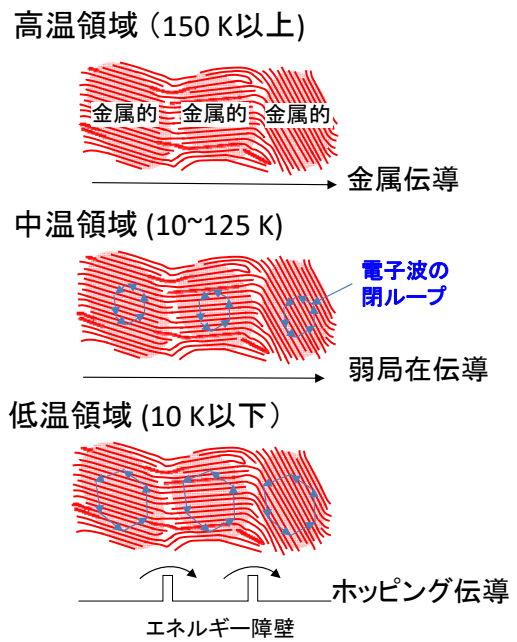 高温領域（150 K以上)
金属的 金属的 金属的
金属伝導
中温領域 (10~125 K)
電子波の
閉ループ
弱局在伝導
低温領域 (10 K以下）
ホッピング伝導
エネルギー障壁